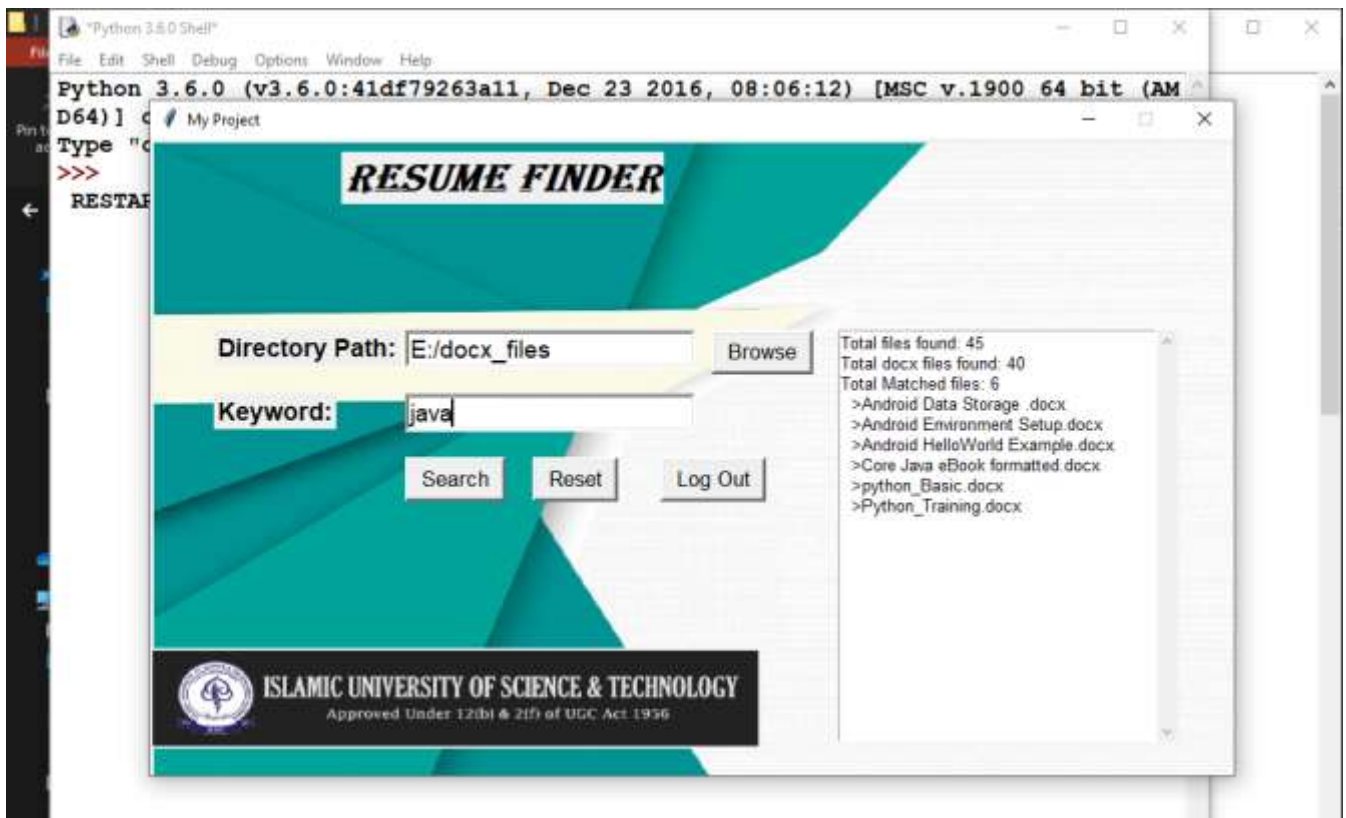 *Python 3.6.0 Shell*
File Edit Shell Debug Options Window Help
Python 3.6.0 (v3.6.0:41df79263a11, Dec 23 2016, 08:06:12) [MSC v.1900 64 bit (AM
D64)]
Type "c
>>>
RESTAR
My Project
RESUME FINDER
Directory Path: E:/docx_files Browse
Keyword: java
Search Reset Log Out
Total files found: 45
Total docx files found: 40
Total Matched files: 6
>Android Data Storage .docx
>Android Environment Setup.docx
>Android HelloWorld Example.docx
>Core Java eBook formatted.docx
>python_Basic.docx
>Python_Training.docx
ISLAMIC UNIVERSITY OF SCIENCE & TECHNOLOGY
Approved Under 12(b) & 2(f) of UGC Act 1956